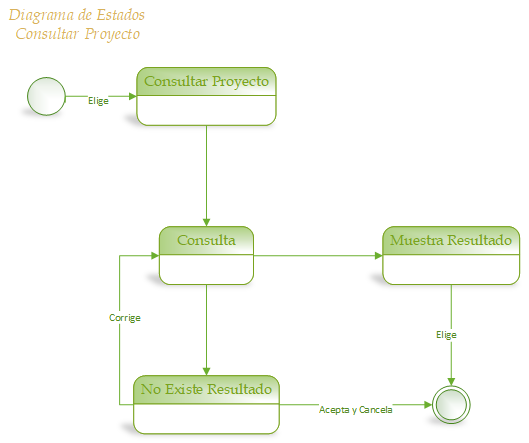 Diagrama de Estados
Consultar Proyecto
Elige
Consultar Proyecto
Consulta
Muestra Resultado
Corrige
Elige
No Existe Resultado
Acepta y Cancela